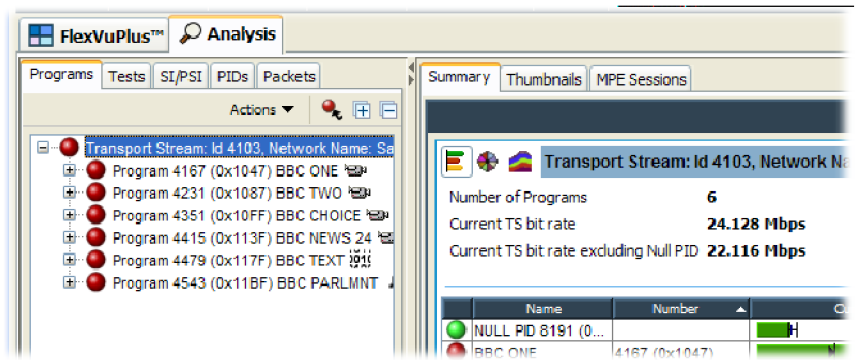 FlexVuPlus™ Analysis
Programs Tests SI/PSI PIDs Packets
Actions
Transport Stream: Id 4103, Network Name: Sa
Program 4167 (0x1047) BBC ONE
Program 4231 (0x1087) BBC TWO
Program 4351 (0x10FF) BBC CHOICE
Program 4415 (0x113F) BBC NEWS 24
Program 4479 (0x117F) BBC TEXT
Program 4543 (0x11BF) BBC PARLMNT
Summary Thumbnails MPE Sessions
Transport Stream: Id 4103, Network Na
Number of Programs 6
Current TS bit rate 24.128 Mbps
Current TS bit rate excluding Null PID 22.116 Mbps
Name Number
NULL PID 8191 (0...
BBC ONE 4167 (0x1047)